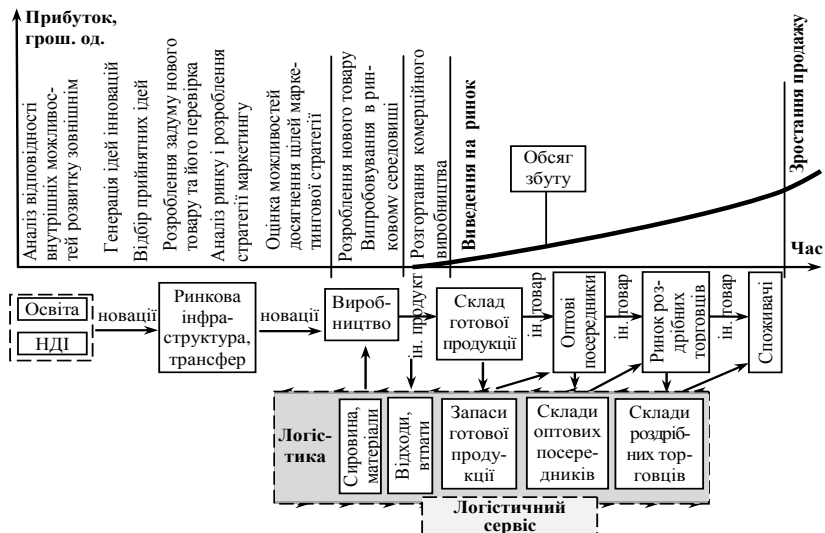 Прибуток,
грош. од.
Аналіз відповідності
внутрішніх можливос-
тей розвитку зовнішнім
Генерація ідей інновацій
Відбір прийнятних ідей
Розроблення задуму нового
товару та його перевірка
Аналіз ринку і розроблення
стратегії маркетингу
Оцінка можливостей
досягнення цілей марке-
тингової стратегії
Розроблення нового товару
Випробовування в рин-
ковому середовищі
Розгортання комерційного
виробництва
Виведення на ринок
Обсяг
збуту
Зростання продажу
Час
Освіта
НДІ
новації
Ринкова
інфра-
структура,
трансфер
новації
Вироб-
ництво
ін. продукт
Склад
готової
продукції
ін. товар
Оптові
посередники
ін. товар
Ринок роз-
дрібних
торговців
ін. товар
Споживачі
Логіс-
тика
Сировина,
матеріали
Відходи,
втрати
Запаси
готової
проду-
кції
Склади
оптових
посере-
дників
Склади
роздріб-
них тор-
говців
Логістичний
сервіс